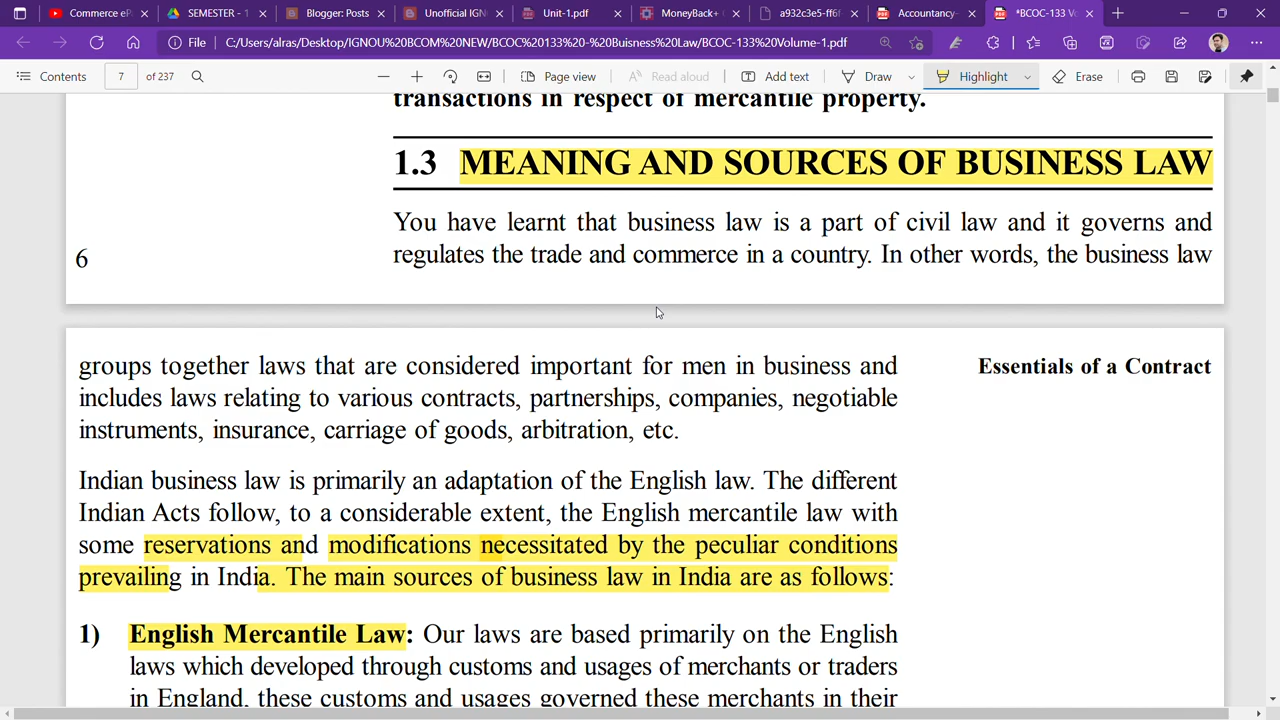 Commerce eP
SEMESTER - 1
Blogger: Posts
Unofficial IGN
Unit-1.pdf
MoneyBack
a932c3e5-ff6f
Accountancy-
*BCOC-133 Vo
File C:/Users/alras/Desktop/IGNOU%20BCOM%20NEW/BCOC%20133%20-%20Buisness%20Law/BCOC-133%20Volume-1.pdf
Contents 7 of 237 Page view Read aloud Add text Draw Highlight Erase
transactions in respect of mercantile property.
1.3 MEANING AND SOURCES OF BUSINESS LAW
You have learnt that business law is a part of civil law and it governs and
regulates the trade and commerce in a country. In other words, the business law
6
groups together laws that are considered important for men in business and
includes laws relating to various contracts, partnerships, companies, negotiable
instruments, insurance, carriage of goods, arbitration, etc.
Essentials of a Contract
Indian business law is primarily an adaptation of the English law. The different
Indian Acts follow, to a considerable extent, the English mercantile law with
some reservations and modifications necessitated by the peculiar conditions
prevailing in India. The main sources of business law in India are as follows:
1) English Mercantile Law: Our laws are based primarily on the English
laws which developed through customs and usages of merchants or traders
in England, these customs and usages governed these merchants in their